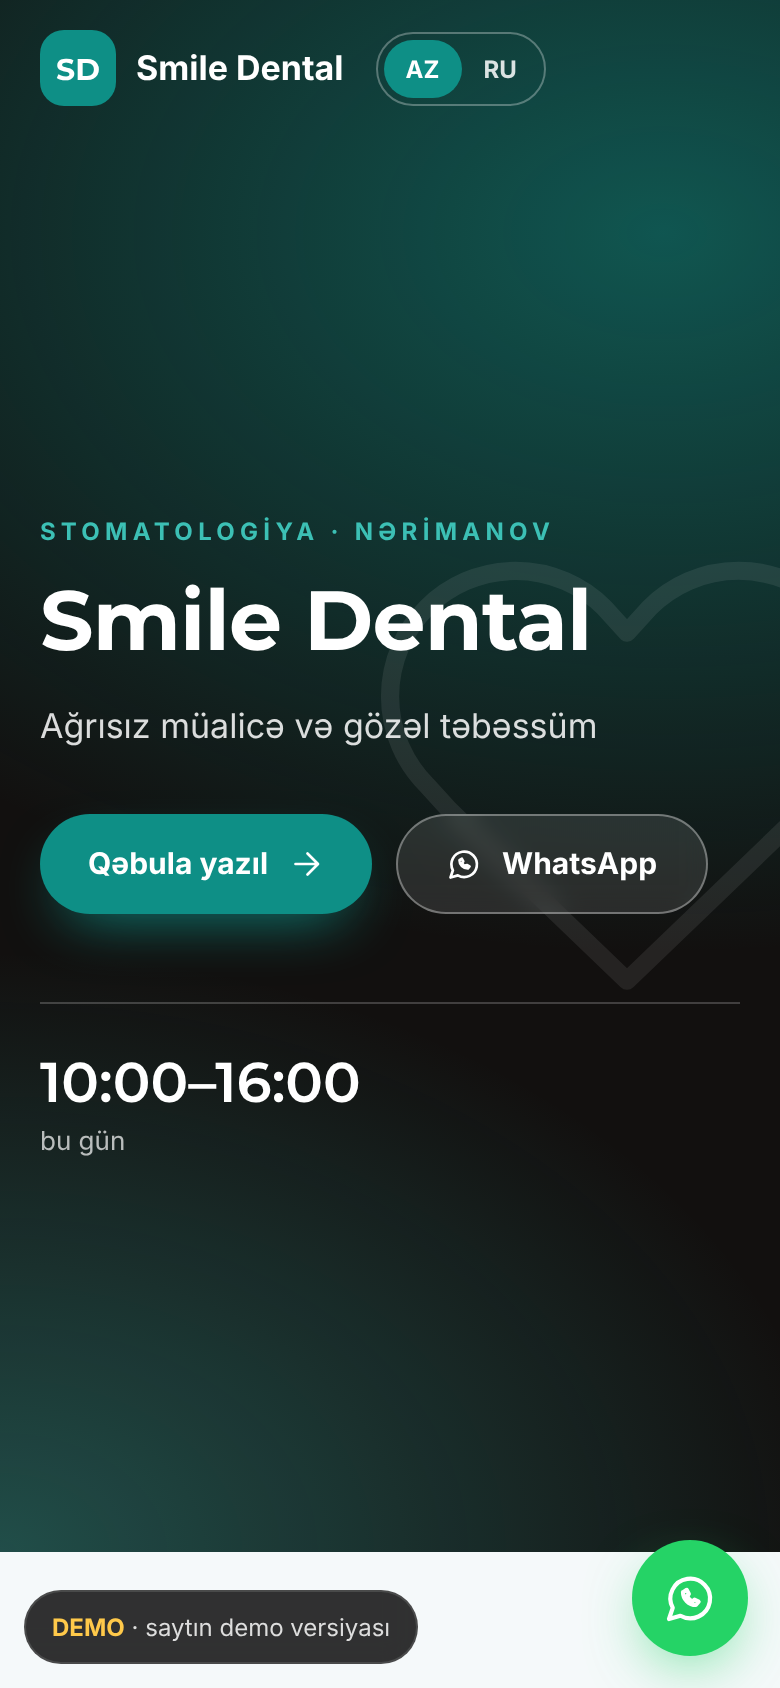 SD Smile Dental AZ RU
STOMATOLOGİYA · NƏRİMANOV
Smile Dental
Ağrısız müalicə və gözəl təbəssüm
Qəbula yazıl → WhatsApp
10:00–16:00
bu gün
DEMO · saytın demo versiyası